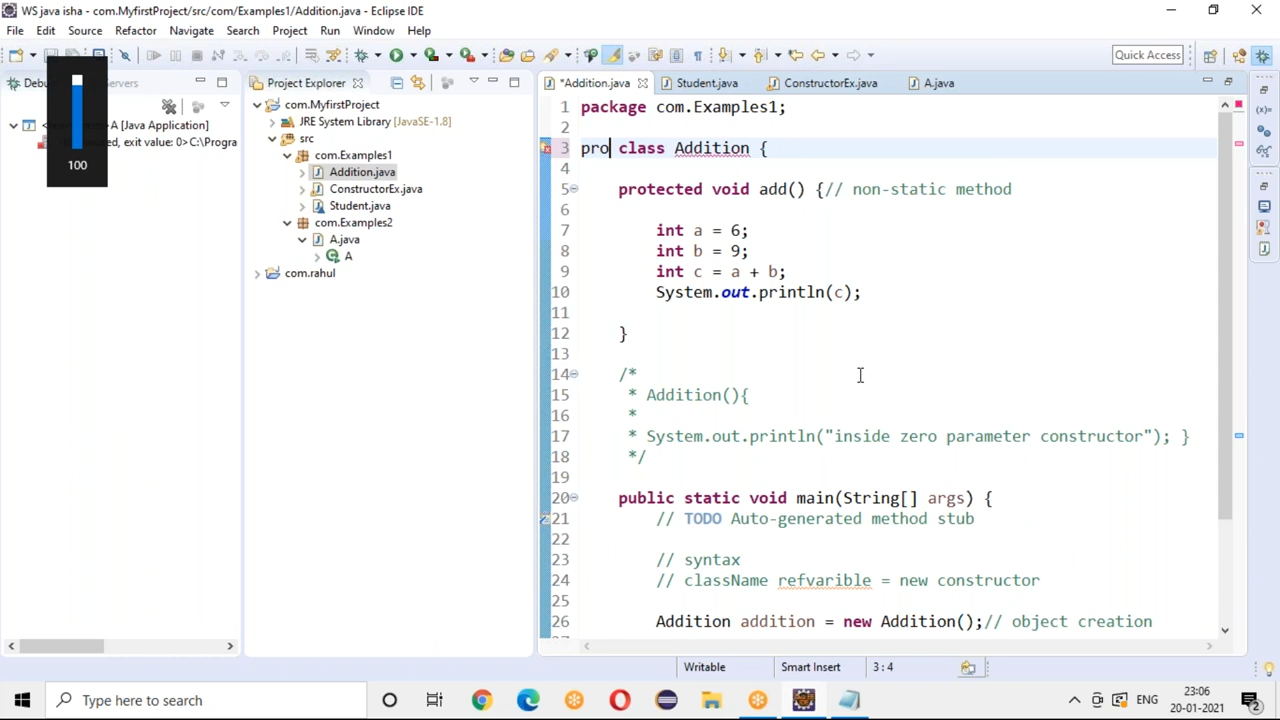 WS java isha - com.MyfirstProject/src/com/Examples1/Addition.java - Eclipse IDE
File Edit Source Refactor Navigate Search Project Run Window Help
Quick Access
100
Servers
A [Java Application]
, exit value: 0>C:\Progra
Project Explorer
com.MyfirstProject
JRE System Library [JavaSE-1.8]
src
com.Examples1
Addition.java
ConstructorEx.java
Student.java
com.Examples2
A.java
A
com.rahul
*Addition.java Student.java ConstructorEx.java A.java
1 package com.Examples1;
2
3 pro class Addition {
4
5 protected void add() {// non-static method
6
7 int a = 6;
8 int b = 9;
9 int c = a + b;
10 System.out.println(c);
11
12 }
13
14 /*
15 * Addition(){
16 *
17 * System.out.println("inside zero parameter constructor"); }
18 */
19
20 public static void main(String[] args) {
21 // TODO Auto-generated method stub
22
23 // syntax
24 // className refvarible = new constructor
25
26 Addition addition = new Addition();// object creation
Writable Smart Insert 3:4
Type here to search
ENG
23:06
20-01-2021
2